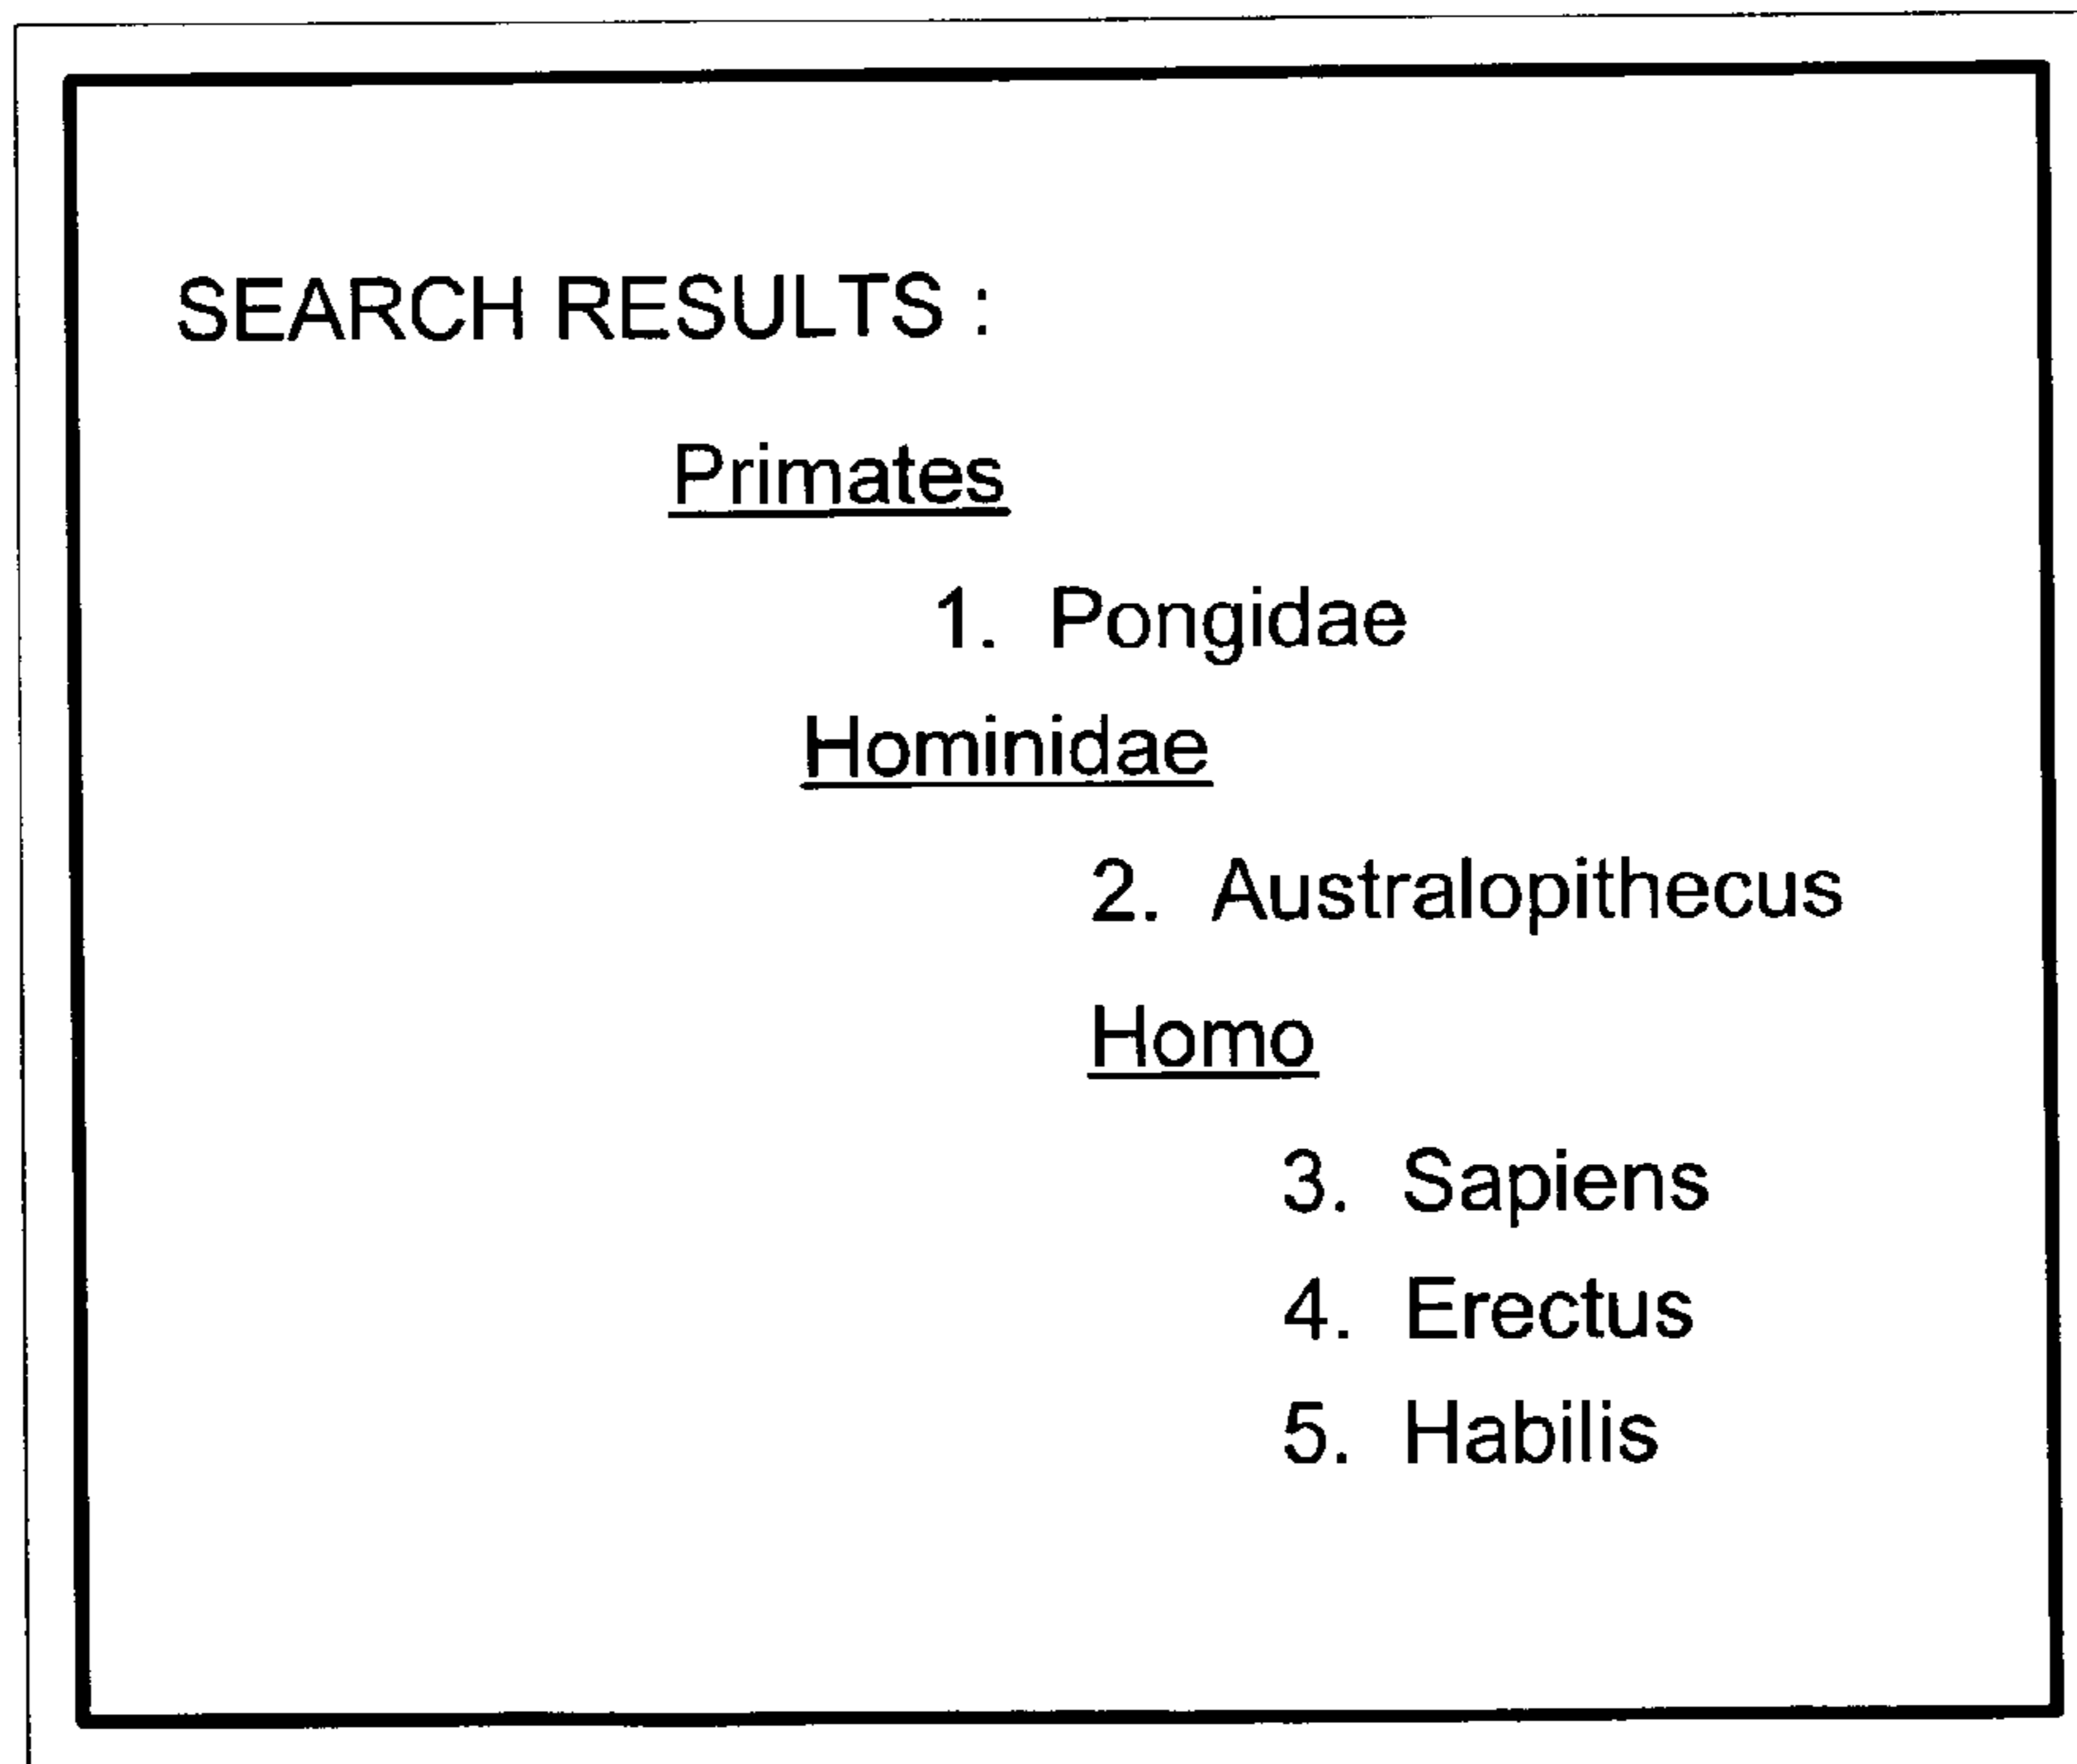 SEARCH RESULTS :
Primates
1. Pongidae
Hominidae
2. Australopithecus
Homo
3. Sapiens
4. Erectus
5. Habilis